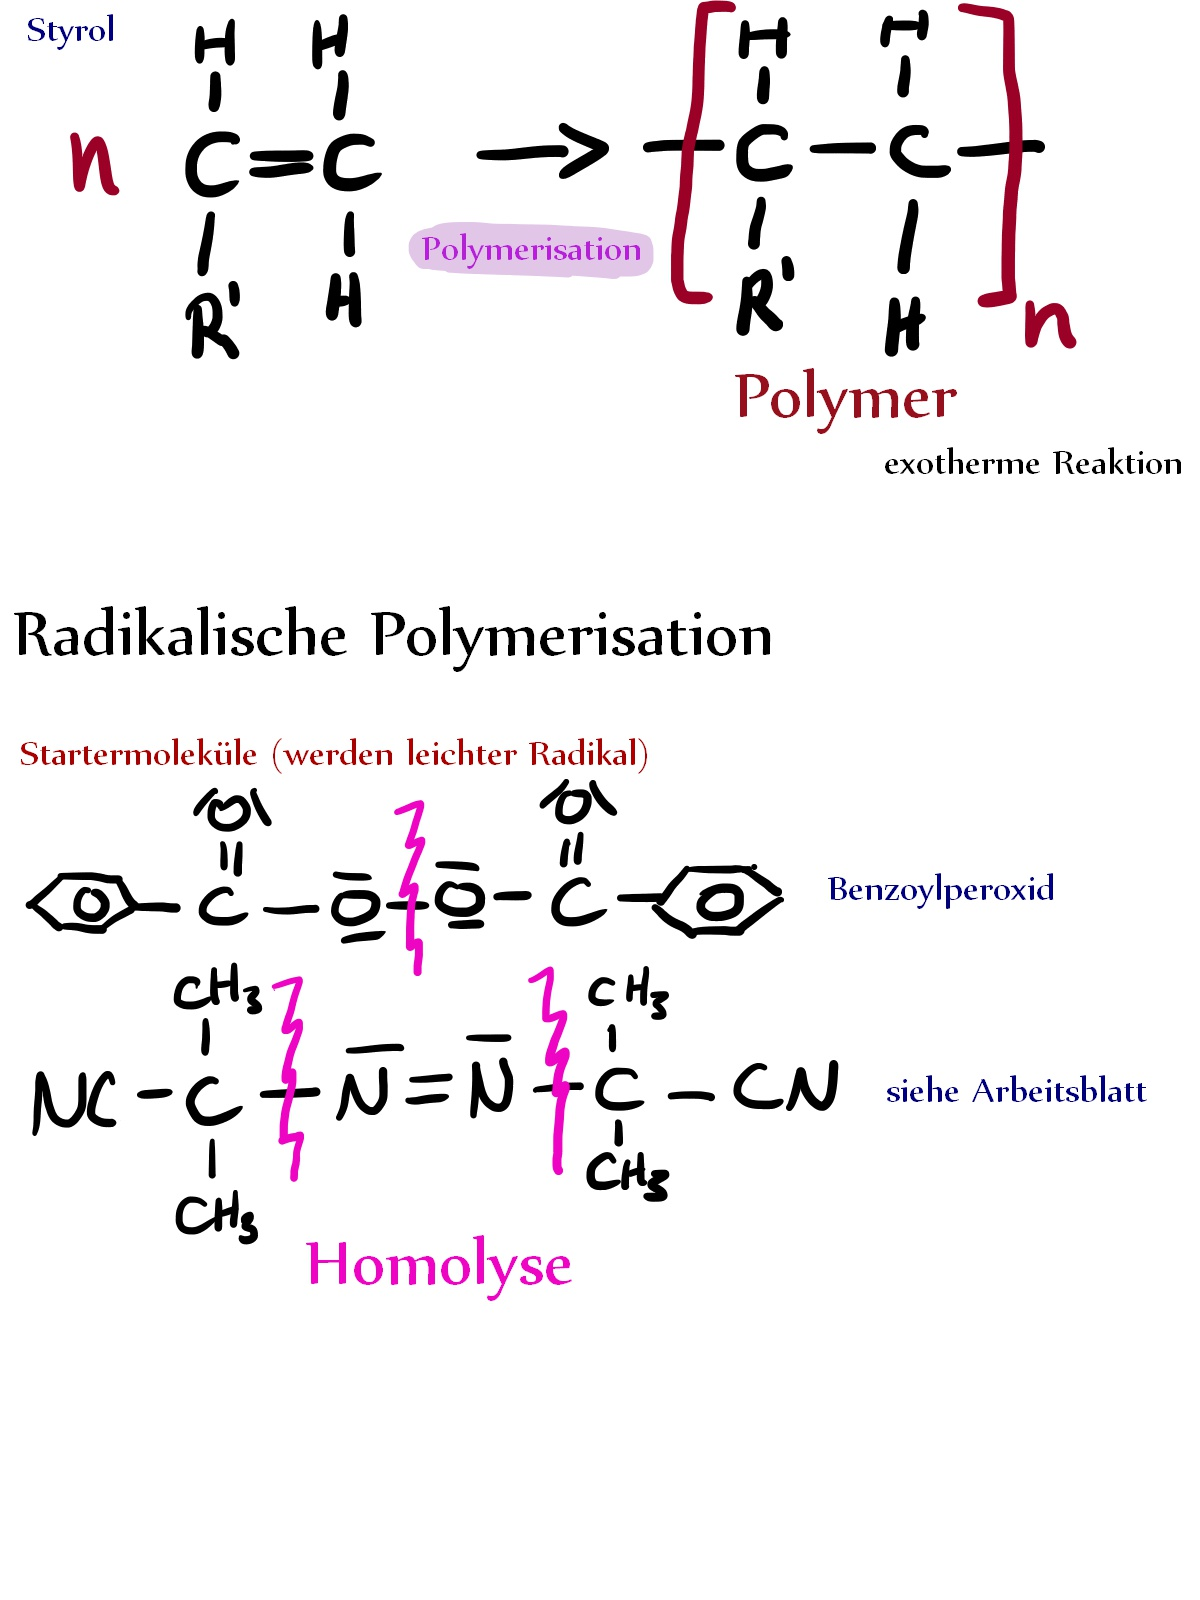 Styrol
H H H H
n C=C → [-C-C-]n
Polymerisation
R' H R' H
Polymer
exotherme Reaktion
Radikalische Polymerisation
Startermoleküle (werden leichter Radikal)
O O
C - O - O - C
Benzoylperoxid
CH3 CH3
NC - C - N = N - C - CN
siehe Arbeitsblatt
CH3 CH3
Homolyse